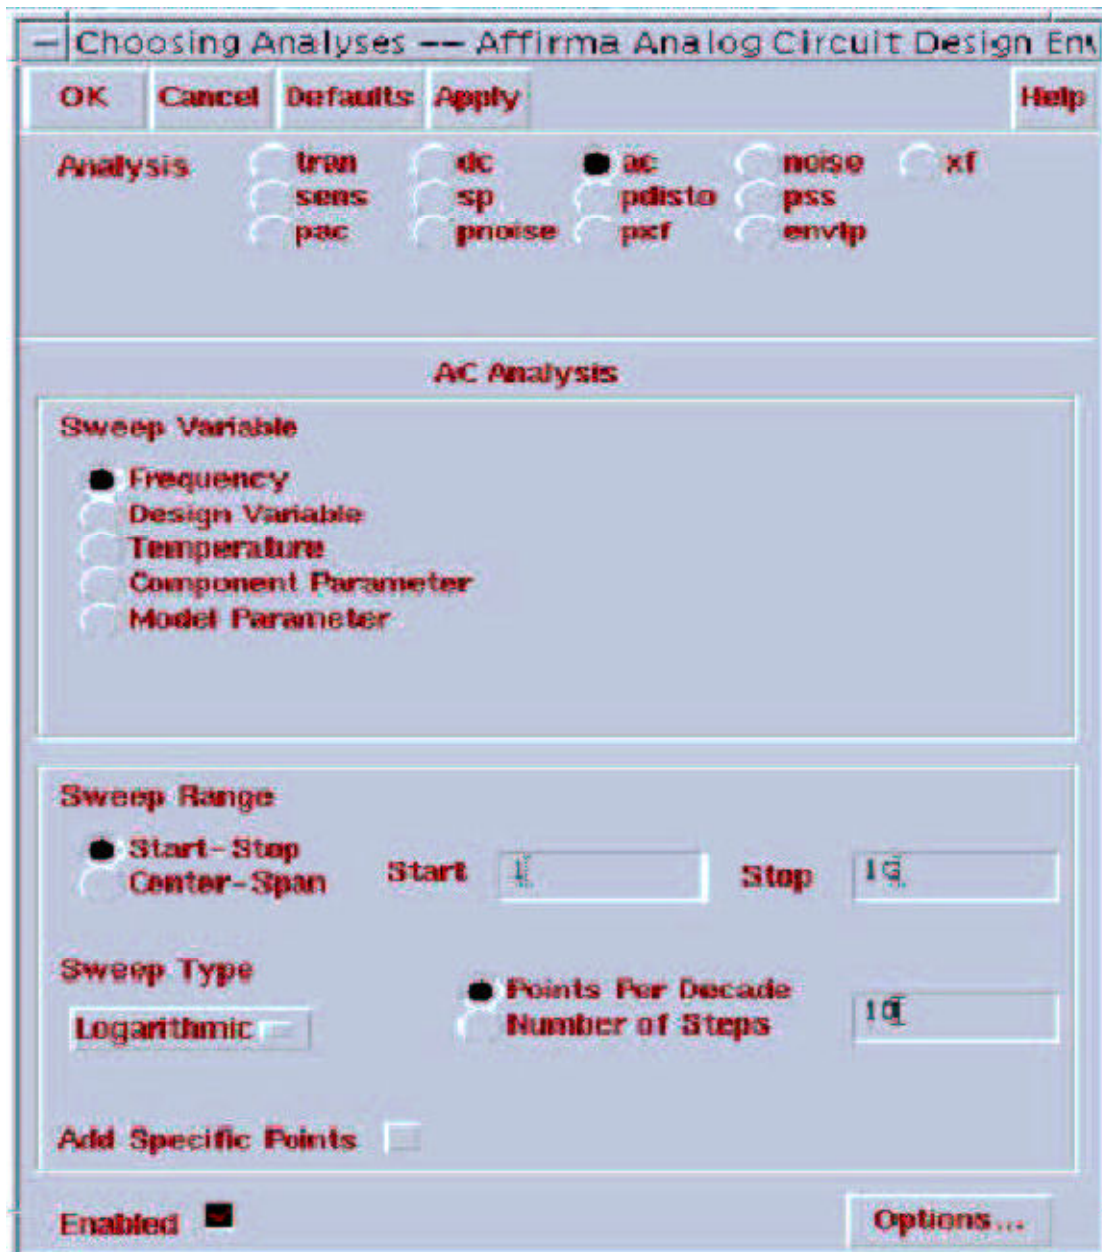 Choosing Analyses -- Affirma Analog Circuit Design
OK Cancel Defaults Apply Help
Analysis tran dc ac noise xf
sens sp pdisto pss
pac pnoise pxf envlp
AC Analysis
Sweep Variable
Frequency
Design Variable
Temperature
Component Parameter
Model Parameter
Sweep Range
Start-Stop
Center-Span Start 1 Stop 1G
Sweep Type
Points Per Decade
Logarithmic Number of Steps 10
Add Specific Points
Enabled Options...